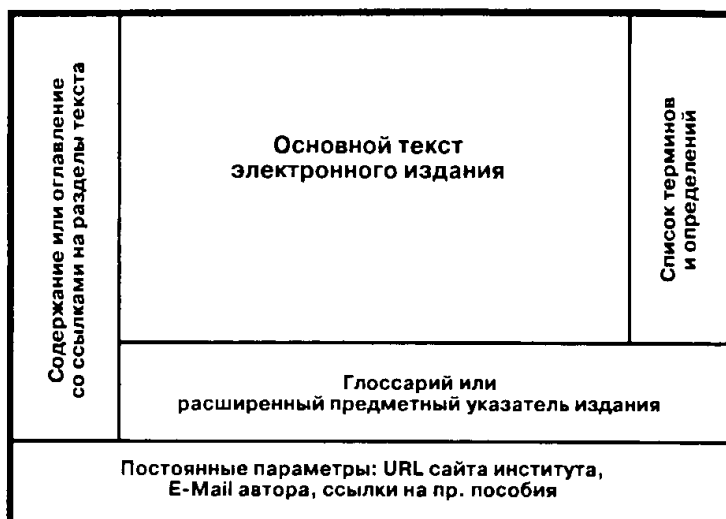 Содержание или оглавление
со ссылками на разделы текста
Основной текст
электронного издания
Список терминов
и определений
Глоссарий или
расширенный предметный указатель издания
Постоянные параметры: URL сайта института,
E-Mail автора, ссылки на пр. пособия